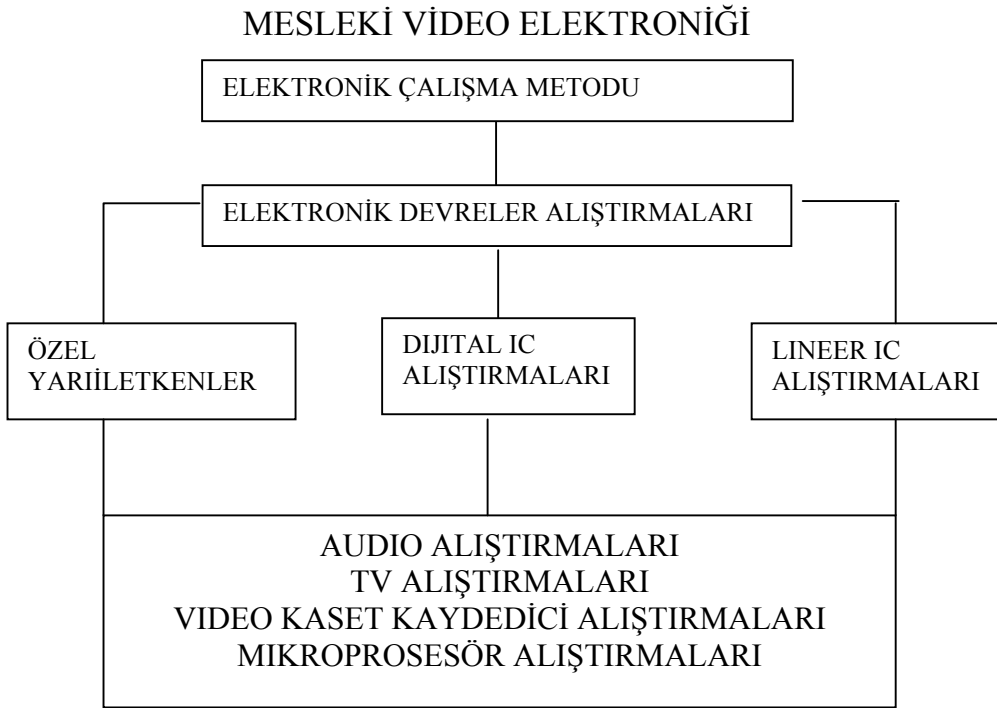 MESLEKİ VİDEO ELEKTRONİĞİ
ELEKTRONİK ÇALIŞMA METODU
ELEKTRONİK DEVRELER ALIŞTIRMALARI
ÖZEL
YARIİLETKENLER
DIJITAL IC
ALIŞTIRMALARI
LINEER IC
ALIŞTIRMALARI
AUDIO ALIŞTIRMALARI
TV ALIŞTIRMALARI
VIDEO KASET KAYDEDİCİ ALIŞTIRMALARI
MIKROPROSESÖR ALIŞTIRMALARI